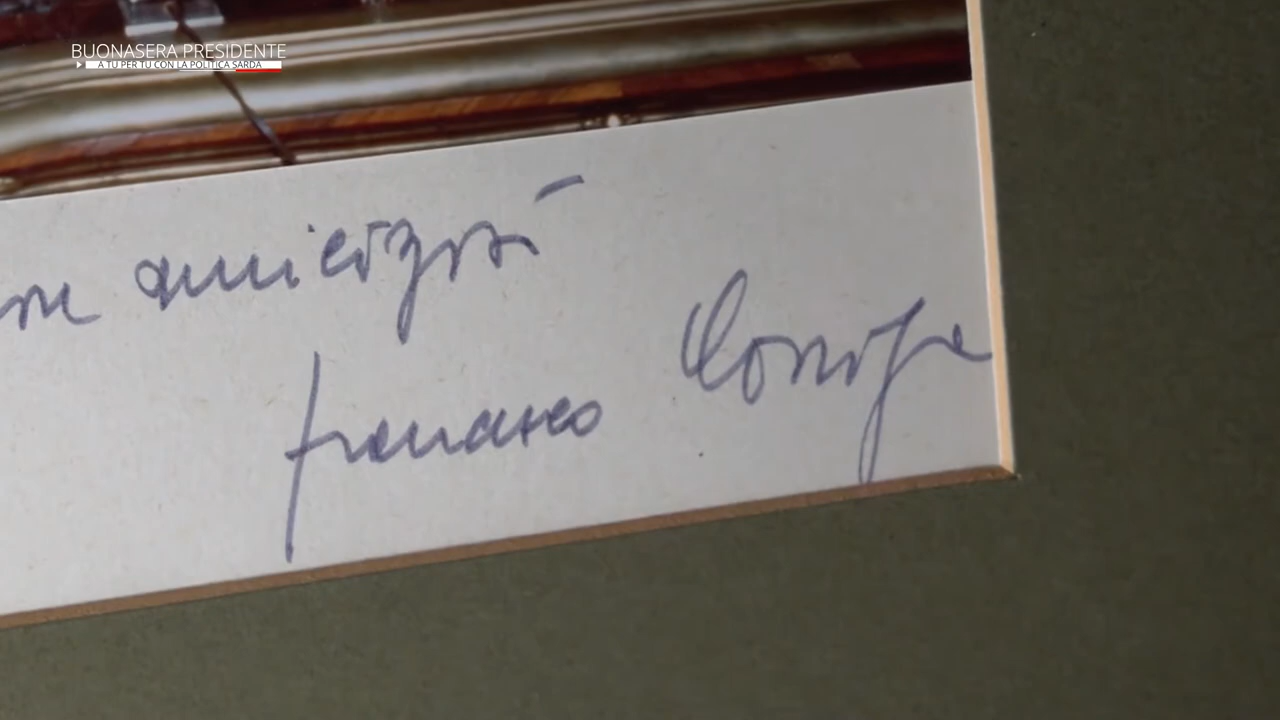 BUONASERA PRESIDENTE
A TU PER TU CON LA POLITICA SARDA
amicizia
Francesco Cossiga